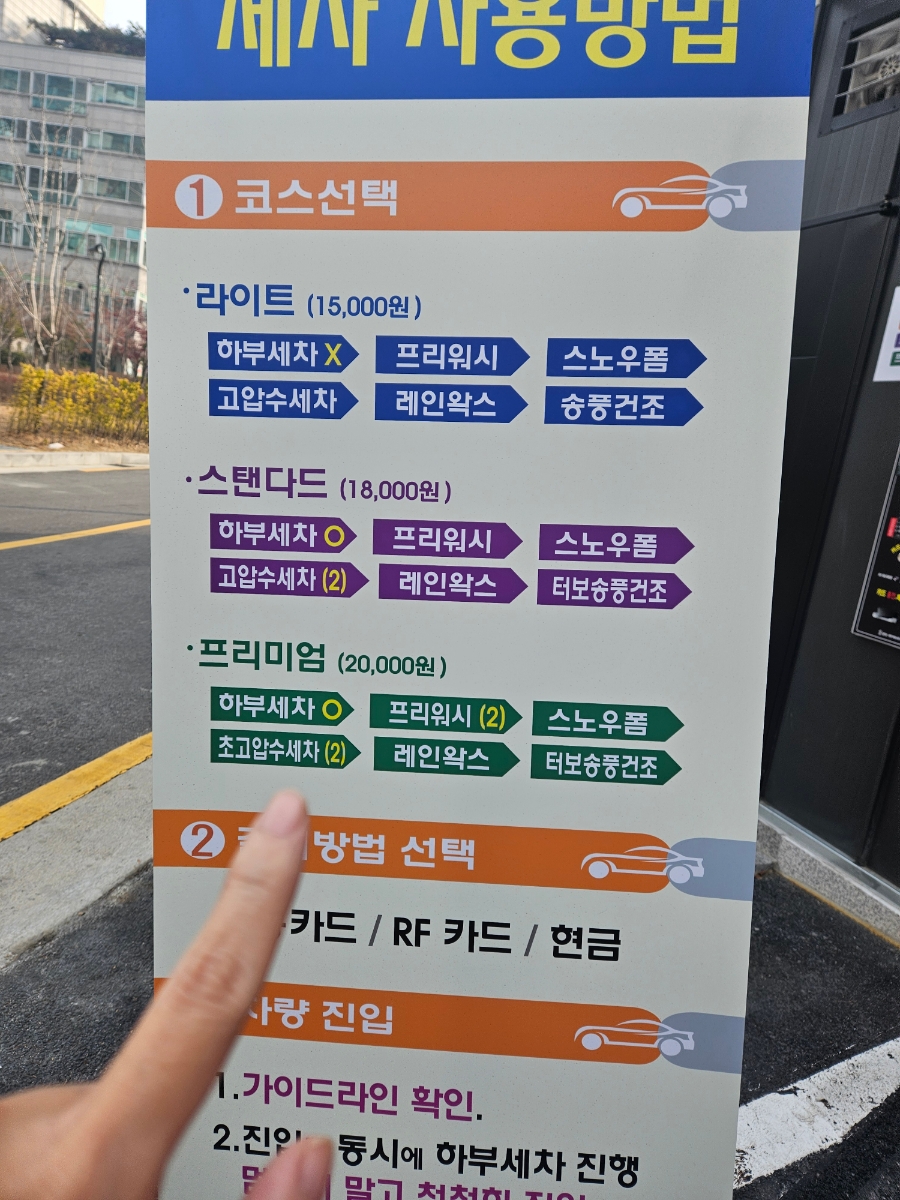 세차 사용방법
1 코스선택
·라이트 (15,000원)
하부세차 X 프리워시 스노우폼
고압수세차 레인왁스 송풍건조
·스탠다드 (18,000원)
하부세차 O 프리워시 스노우폼
고압수세차 (2) 레인왁스 터보송풍건조
·프리미엄 (20,000원)
하부세차 O 프리워시 (2) 스노우폼
초고압수세차 (2) 레인왁스 터보송풍건조
2 방법 선택
카드 / RF 카드 / 현금
차량 진입
1.가이드라인 확인.
2.진입 동시에 하부세차 진행
말고 천천히 진입